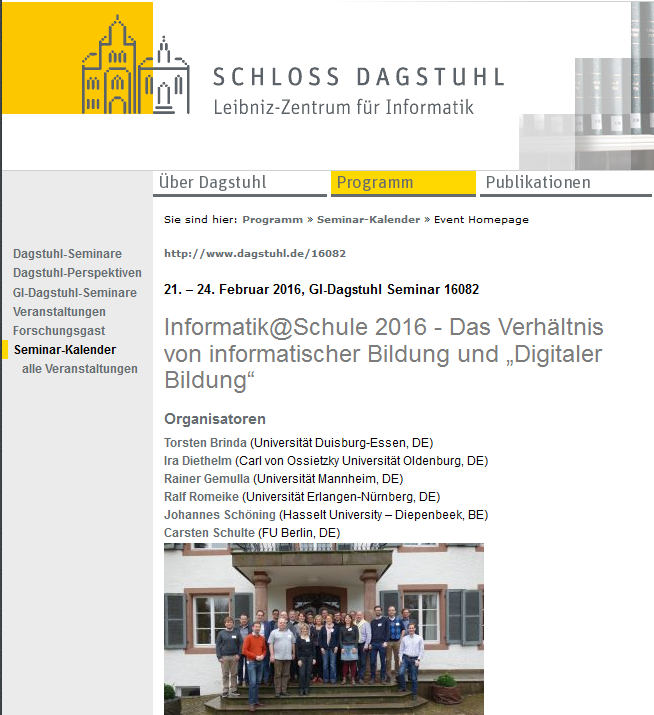 SCHLOSS DAGSTUHL
Leibniz-Zentrum für Informatik
Über Dagstuhl
Programm
Publikationen
Sie sind hier: Programm » Seminar-Kalender » Event Homepage
Dagstuhl-Seminare
Dagstuhl-Perspektiven
GI-Dagstuhl-Seminare
Veranstaltungen
Forschungsgast
Seminar-Kalender
alle Veranstaltungen
http://www.dagstuhl.de/16082
21. – 24. Februar 2016, GI-Dagstuhl Seminar 16082
Informatik@Schule 2016 - Das Verhältnis
von informatischer Bildung und „Digitaler
Bildung“
Organisatoren
Torsten Brinda (Universität Duisburg-Essen, DE)
Ira Diethelm (Carl von Ossietzky Universität Oldenburg, DE)
Rainer Gemulla (Universität Mannheim, DE)
Ralf Romeike (Universität Erlangen-Nürnberg, DE)
Johannes Schöning (Hasselt University – Diepenbeek, BE)
Carsten Schulte (FU Berlin, DE)